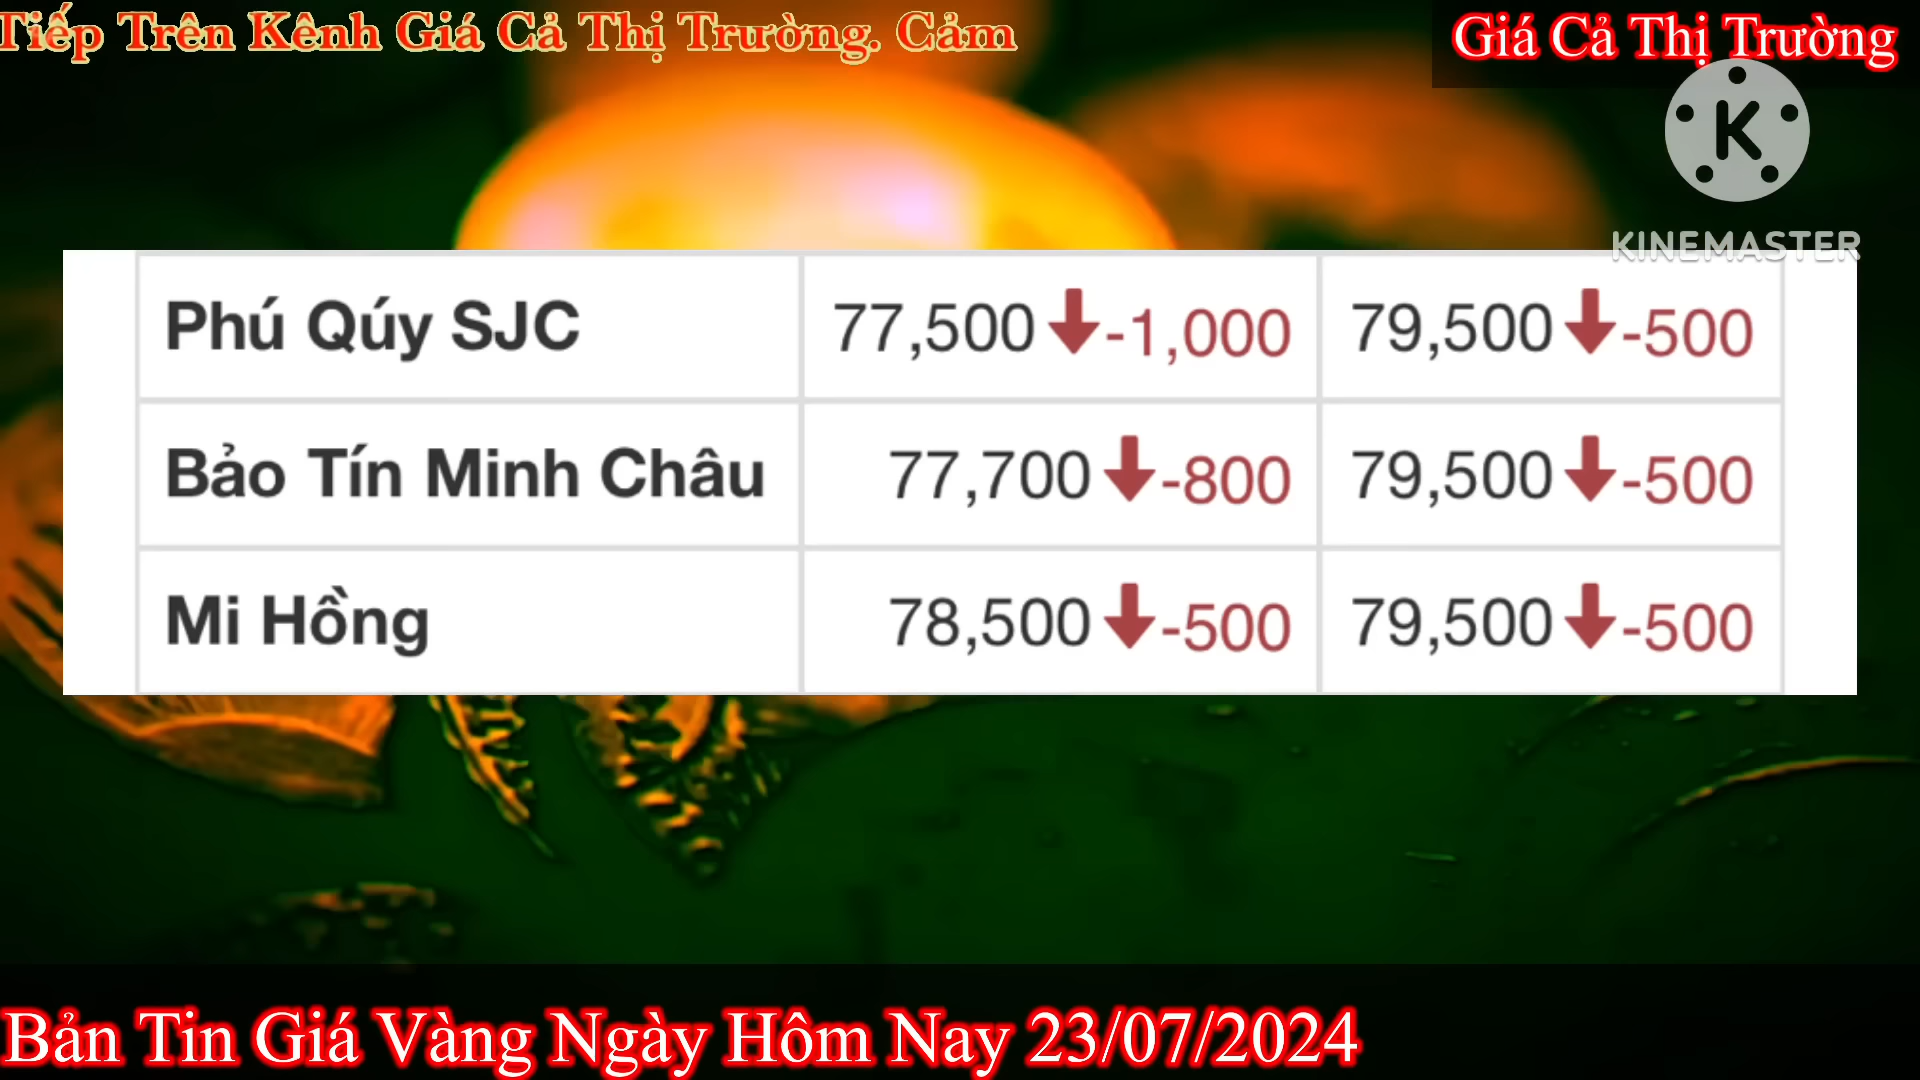 Tiếp Trên Kênh Giá Cả Thị Trường. Cảm
Giá Cả Thị Trường
K
KINEMASTER
Phú Qúy SJC 77,500 -1,000 79,500 -500
Bảo Tín Minh Châu 77,700 -800 79,500 -500
Mi Hồng 78,500 -500 79,500 -500
Bản Tin Giá Vàng Ngày Hôm Nay 23/07/2024